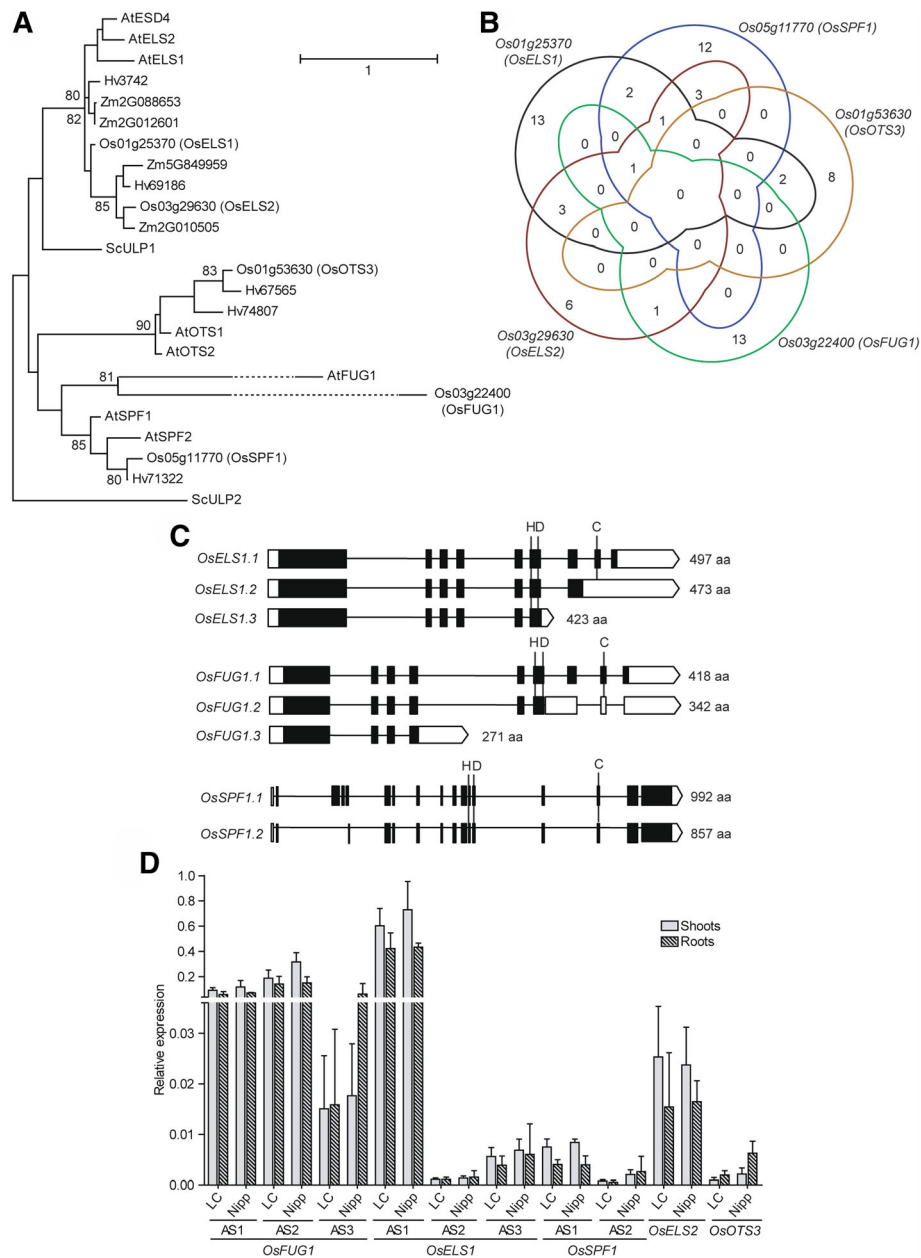 A
AtESD4
AtELS2
AtELS1
Hv3742
80
Zm2G088653
82
Zm2G012601
Os01g25370 (OsELS1)
Zm5G849959
Hv69186
85
Os03g29630 (OsELS2)
Zm2G010505
ScULP1
83
Os01g53630 (OsOTS3)
Hv67565
Hv74807
90
AtOTS1
AtOTS2
81
AtFUG1
Os03g22400
(OsFUG1)
AtSPF1
85
AtSPF2
Os05g11770 (OsSPF1)
80
Hv71322
ScULP2
1
B
Os05g11770 (OsSPF1)
Os01g25370
(OsELS1)
Os01g53630
(OsOTS3)
12
2
3
0
0
13
1
0
0
0
0
0
8
1
0
2
0
0
0
0
3
0
0
0
0
0
0
0
0
0
6
1
13
Os03g29630
(OsELS2)
Os03g22400 (OsFUG1)
C
H D C
OsELS1.1 497 aa
OsELS1.2 473 aa
OsELS1.3 423 aa
H D C
OsFUG1.1 418 aa
OsFUG1.2 342 aa
OsFUG1.3 271 aa
H D C
OsSPF1.1 992 aa
OsSPF1.2 857 aa
D
Relative expression
1.0
0.8
0.6
0.4
0.2
0.03
0.02
0.01
0.00
Shoots
Roots
LC Nipp LC Nipp LC Nipp LC Nipp LC Nipp LC Nipp LC Nipp LC Nipp LC Nipp LC Nipp
AS1 AS2 AS3 AS1 AS2 AS3 AS1 AS2 OsELS2 OsOTS3
OsFUG1 OsELS1 OsSPF1